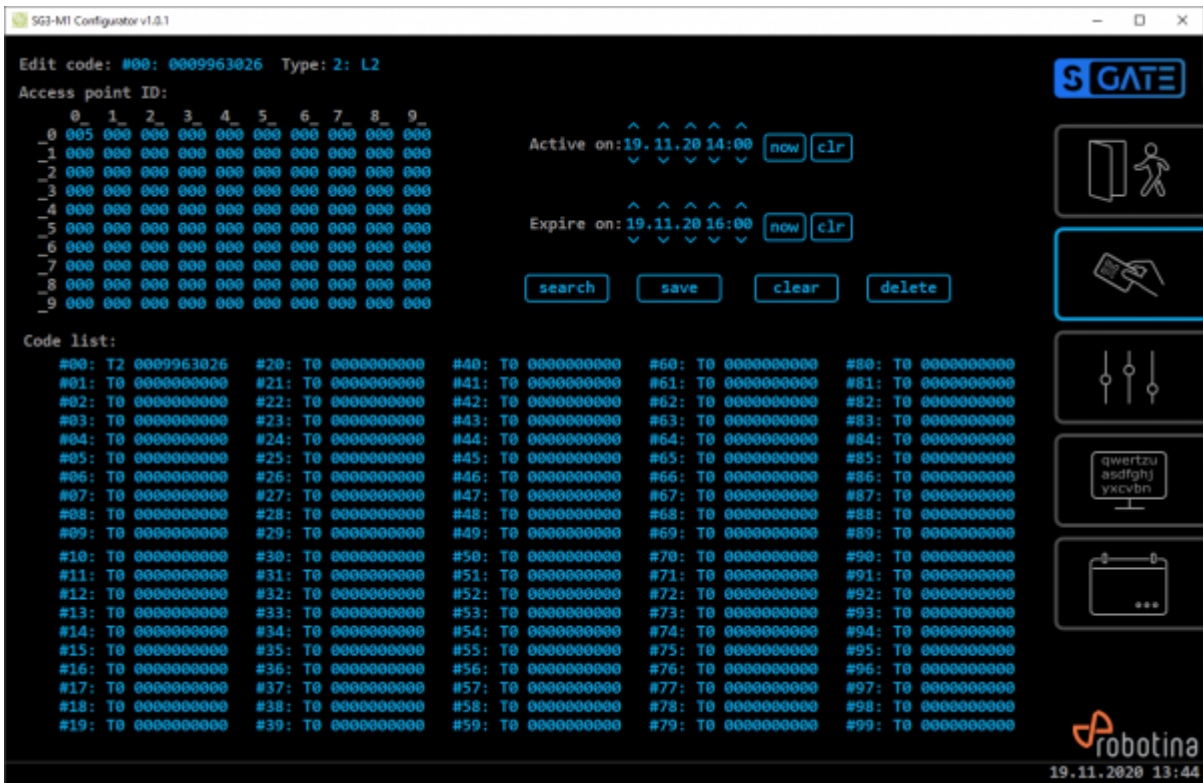 SG3-M1 Configurator v1.0.1
Edit code: #00: 0009963026 Type: 2: L2
Access point ID:
0_ 1_ 2_ 3_ 4_ 5_ 6_ 7_ 8_ 9_
_0 005 000 000 000 000 000 000 000 000 000
_1 000 000 000 000 000 000 000 000 000 000
_2 000 000 000 000 000 000 000 000 000 000
_3 000 000 000 000 000 000 000 000 000 000
_4 000 000 000 000 000 000 000 000 000 000
_5 000 000 000 000 000 000 000 000 000 000
_6 000 000 000 000 000 000 000 000 000 000
_7 000 000 000 000 000 000 000 000 000 000
_8 000 000 000 000 000 000 000 000 000 000
_9 000 000 000 000 000 000 000 000 000 000
Active on: 19.11.20 14:00 now clr
Expire on: 19.11.20 16:00 now clr
search save clear delete
Code list:
#00: T2 0009963026 #20: T0 0000000000 #40: T0 0000000000 #60: T0 0000000000 #80: T0 0000000000
#01: T0 0000000000 #21: T0 0000000000 #41: T0 0000000000 #61: T0 0000000000 #81: T0 0000000000
#02: T0 0000000000 #22: T0 0000000000 #42: T0 0000000000 #62: T0 0000000000 #82: T0 0000000000
#03: T0 0000000000 #23: T0 0000000000 #43: T0 0000000000 #63: T0 0000000000 #83: T0 0000000000
#04: T0 0000000000 #24: T0 0000000000 #44: T0 0000000000 #64: T0 0000000000 #84: T0 0000000000
#05: T0 0000000000 #25: T0 0000000000 #45: T0 0000000000 #65: T0 0000000000 #85: T0 0000000000
#06: T0 0000000000 #26: T0 0000000000 #46: T0 0000000000 #66: T0 0000000000 #86: T0 0000000000
#07: T0 0000000000 #27: T0 0000000000 #47: T0 0000000000 #67: T0 0000000000 #87: T0 0000000000
#08: T0 0000000000 #28: T0 0000000000 #48: T0 0000000000 #68: T0 0000000000 #88: T0 0000000000
#09: T0 0000000000 #29: T0 0000000000 #49: T0 0000000000 #69: T0 0000000000 #89: T0 0000000000
#10: T0 0000000000 #30: T0 0000000000 #50: T0 0000000000 #70: T0 0000000000 #90: T0 0000000000
#11: T0 0000000000 #31: T0 0000000000 #51: T0 0000000000 #71: T0 0000000000 #91: T0 0000000000
#12: T0 0000000000 #32: T0 0000000000 #52: T0 0000000000 #72: T0 0000000000 #92: T0 0000000000
#13: T0 0000000000 #33: T0 0000000000 #53: T0 0000000000 #73: T0 0000000000 #93: T0 0000000000
#14: T0 0000000000 #34: T0 0000000000 #54: T0 0000000000 #74: T0 0000000000 #94: T0 0000000000
#15: T0 0000000000 #35: T0 0000000000 #55: T0 0000000000 #75: T0 0000000000 #95: T0 0000000000
#16: T0 0000000000 #36: T0 0000000000 #56: T0 0000000000 #76: T0 0000000000 #96: T0 0000000000
#17: T0 0000000000 #37: T0 0000000000 #57: T0 0000000000 #77: T0 0000000000 #97: T0 0000000000
#18: T0 0000000000 #38: T0 0000000000 #58: T0 0000000000 #78: T0 0000000000 #98: T0 0000000000
#19: T0 0000000000 #39: T0 0000000000 #59: T0 0000000000 #79: T0 0000000000 #99: T0 0000000000
S GATE
qwertzu
asdfghj
yxcvbn
robotina
19.11.2020 13:44